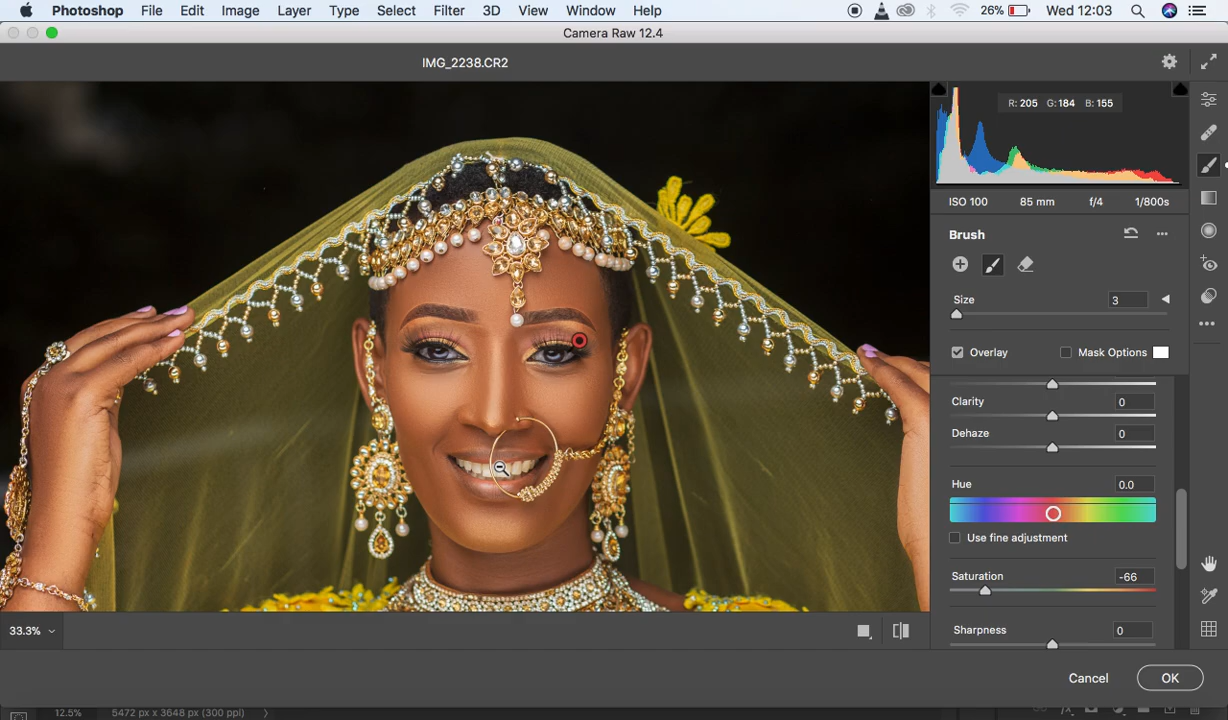 Photoshop File Edit Image Layer Type Select Filter 3D View Window Help 26% Wed 12:03
Camera Raw 12.4
IMG_2238.CR2
R: 205 G: 184 B: 155
ISO 100 85 mm f/4 1/800s
Brush
Size 3
Overlay Mask Options
Clarity 0
Dehaze 0
Hue 0.0
Use fine adjustment
Saturation -66
Sharpness 0
33.3%
Cancel OK
12.5% 5472 px x 3648 px (300 ppi)